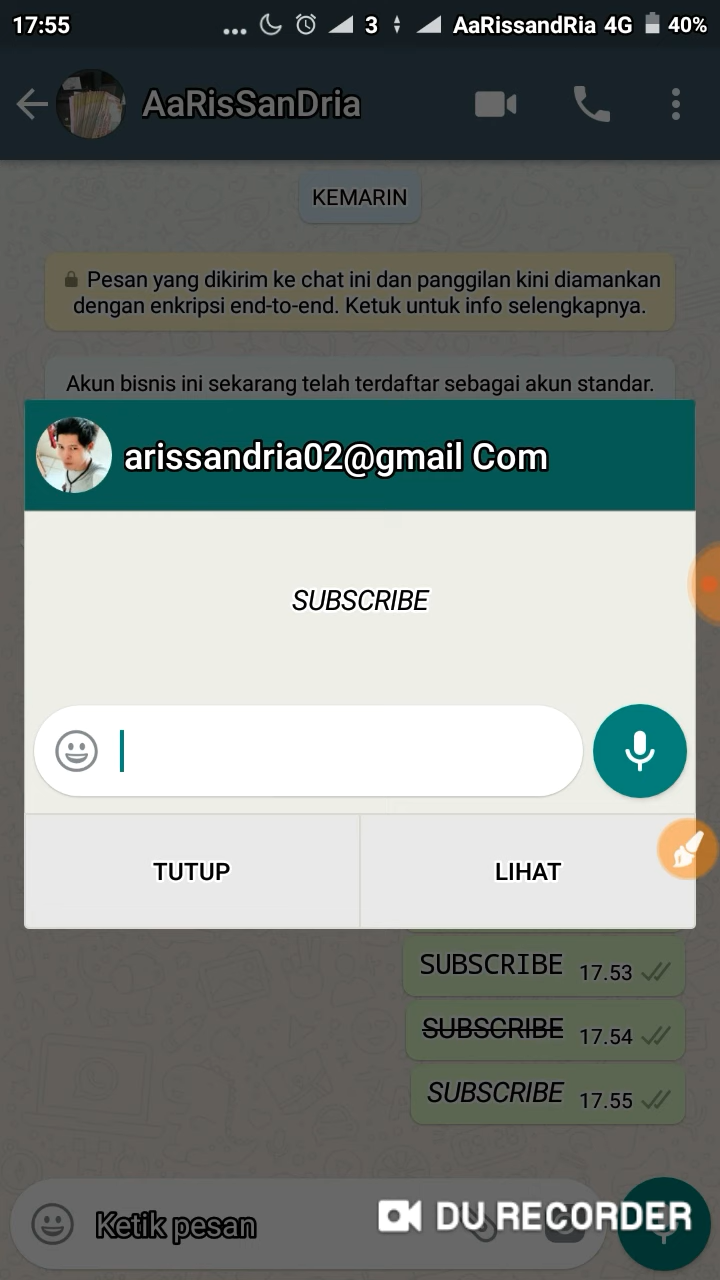 17:55
... 3 AaRissandRia 4G 40%
AaRisSanDria
KEMARIN
Pesan yang dikirim ke chat ini dan panggilan kini diamankan
dengan enkripsi end-to-end. Ketuk untuk info selengkapnya.
Akun bisnis ini sekarang telah terdaftar sebagai akun standar.
arissandria02@gmail Com
SUBSCRIBE
TUTUP
LIHAT
SUBSCRIBE 17.53
SUBSCRIBE 17.54
SUBSCRIBE 17.55
Ketik pesan
DU RECORDER